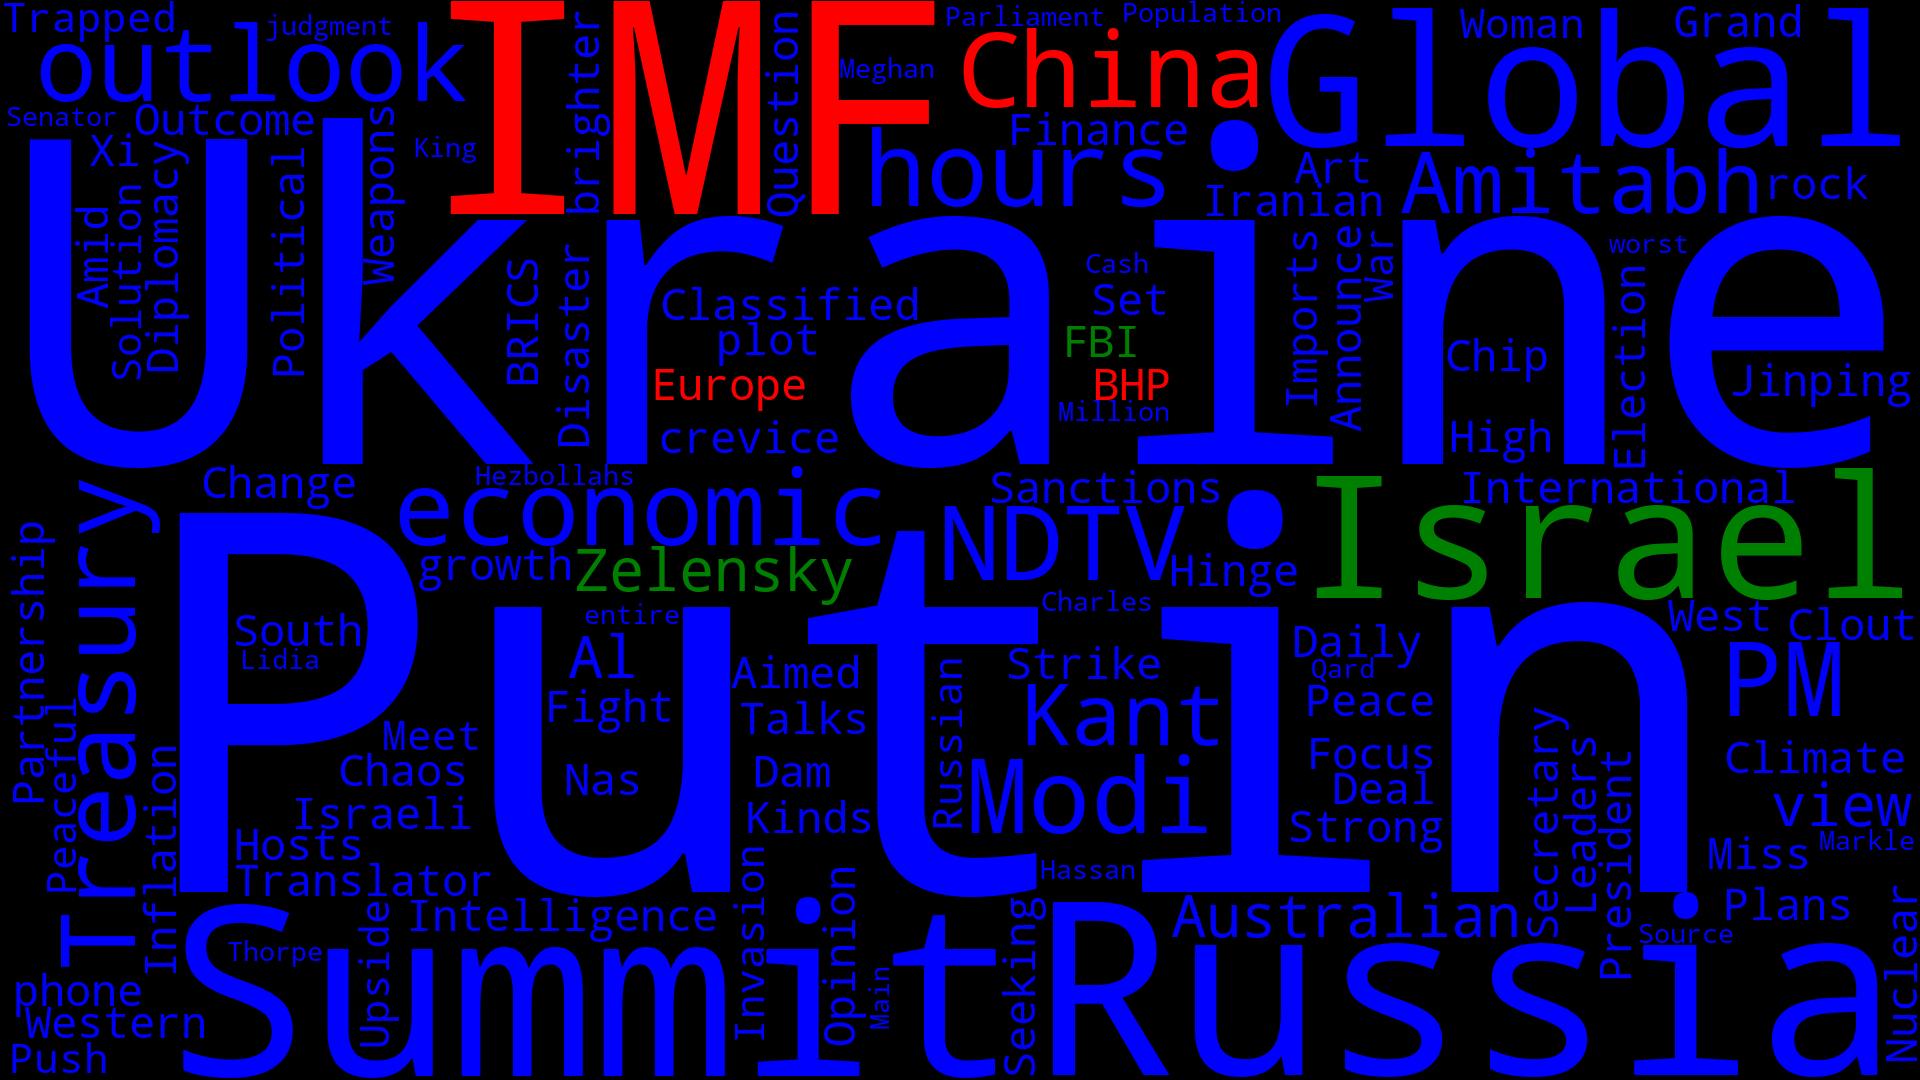 Trapped
judgment
IMF
Parliament
Population
Woman
Grand
outlook
brighter
Question
Meghan
China
Global
Senator
Outcome
Weapons
King
hours
Finance
Xi
Amid
Solution
Diplomacy
Political
Art
Iranian
Amitabh
rock
Ukraine
BRICS
Disaster
Classified
plot
Europe
crevice
Cash
Set
FBI
BHP
Million
Imports
Announce
War
worst
Chip
High
Election
Jinping
Change
Hezbollahs
economic
growth
Zelensky
Sanctions
NDTV
Hinge
International
Israel
Treasury
Partnership
Peaceful
Inflation
Putin
South
Lidia
entire
Al
Fight
Nas
Meet
Chaos
Israeli
Hosts
Translator
Aimed
Talks
Dam
Kinds
Russian
Charles
Strike
Kant
Modi
Hassan
Daily
Qard
Peace
Focus
Deal
Strong
Secretary
Leaders
President
West
Clout
PM
Climate
view
Miss
Markle
Plans
Source
Nuclear
phone
Western
Push
Summit
Thorpe
Upside
Intelligence
Invasion
Opinion
Main
Seeking
Australian
Russia